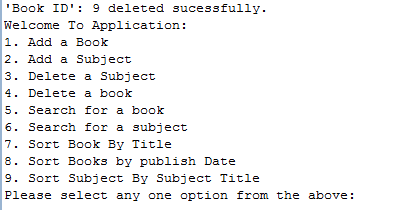 'Book ID': 9 deleted sucessfully.
Welcome To Application:
1. Add a Book
2. Add a Subject
3. Delete a Subject
4. Delete a book
5. Search for a book
6. Search for a subject
7. Sort Book By Title
8. Sort Books by publish Date
9. Sort Subject By Subject Title
Please select any one option from the above: